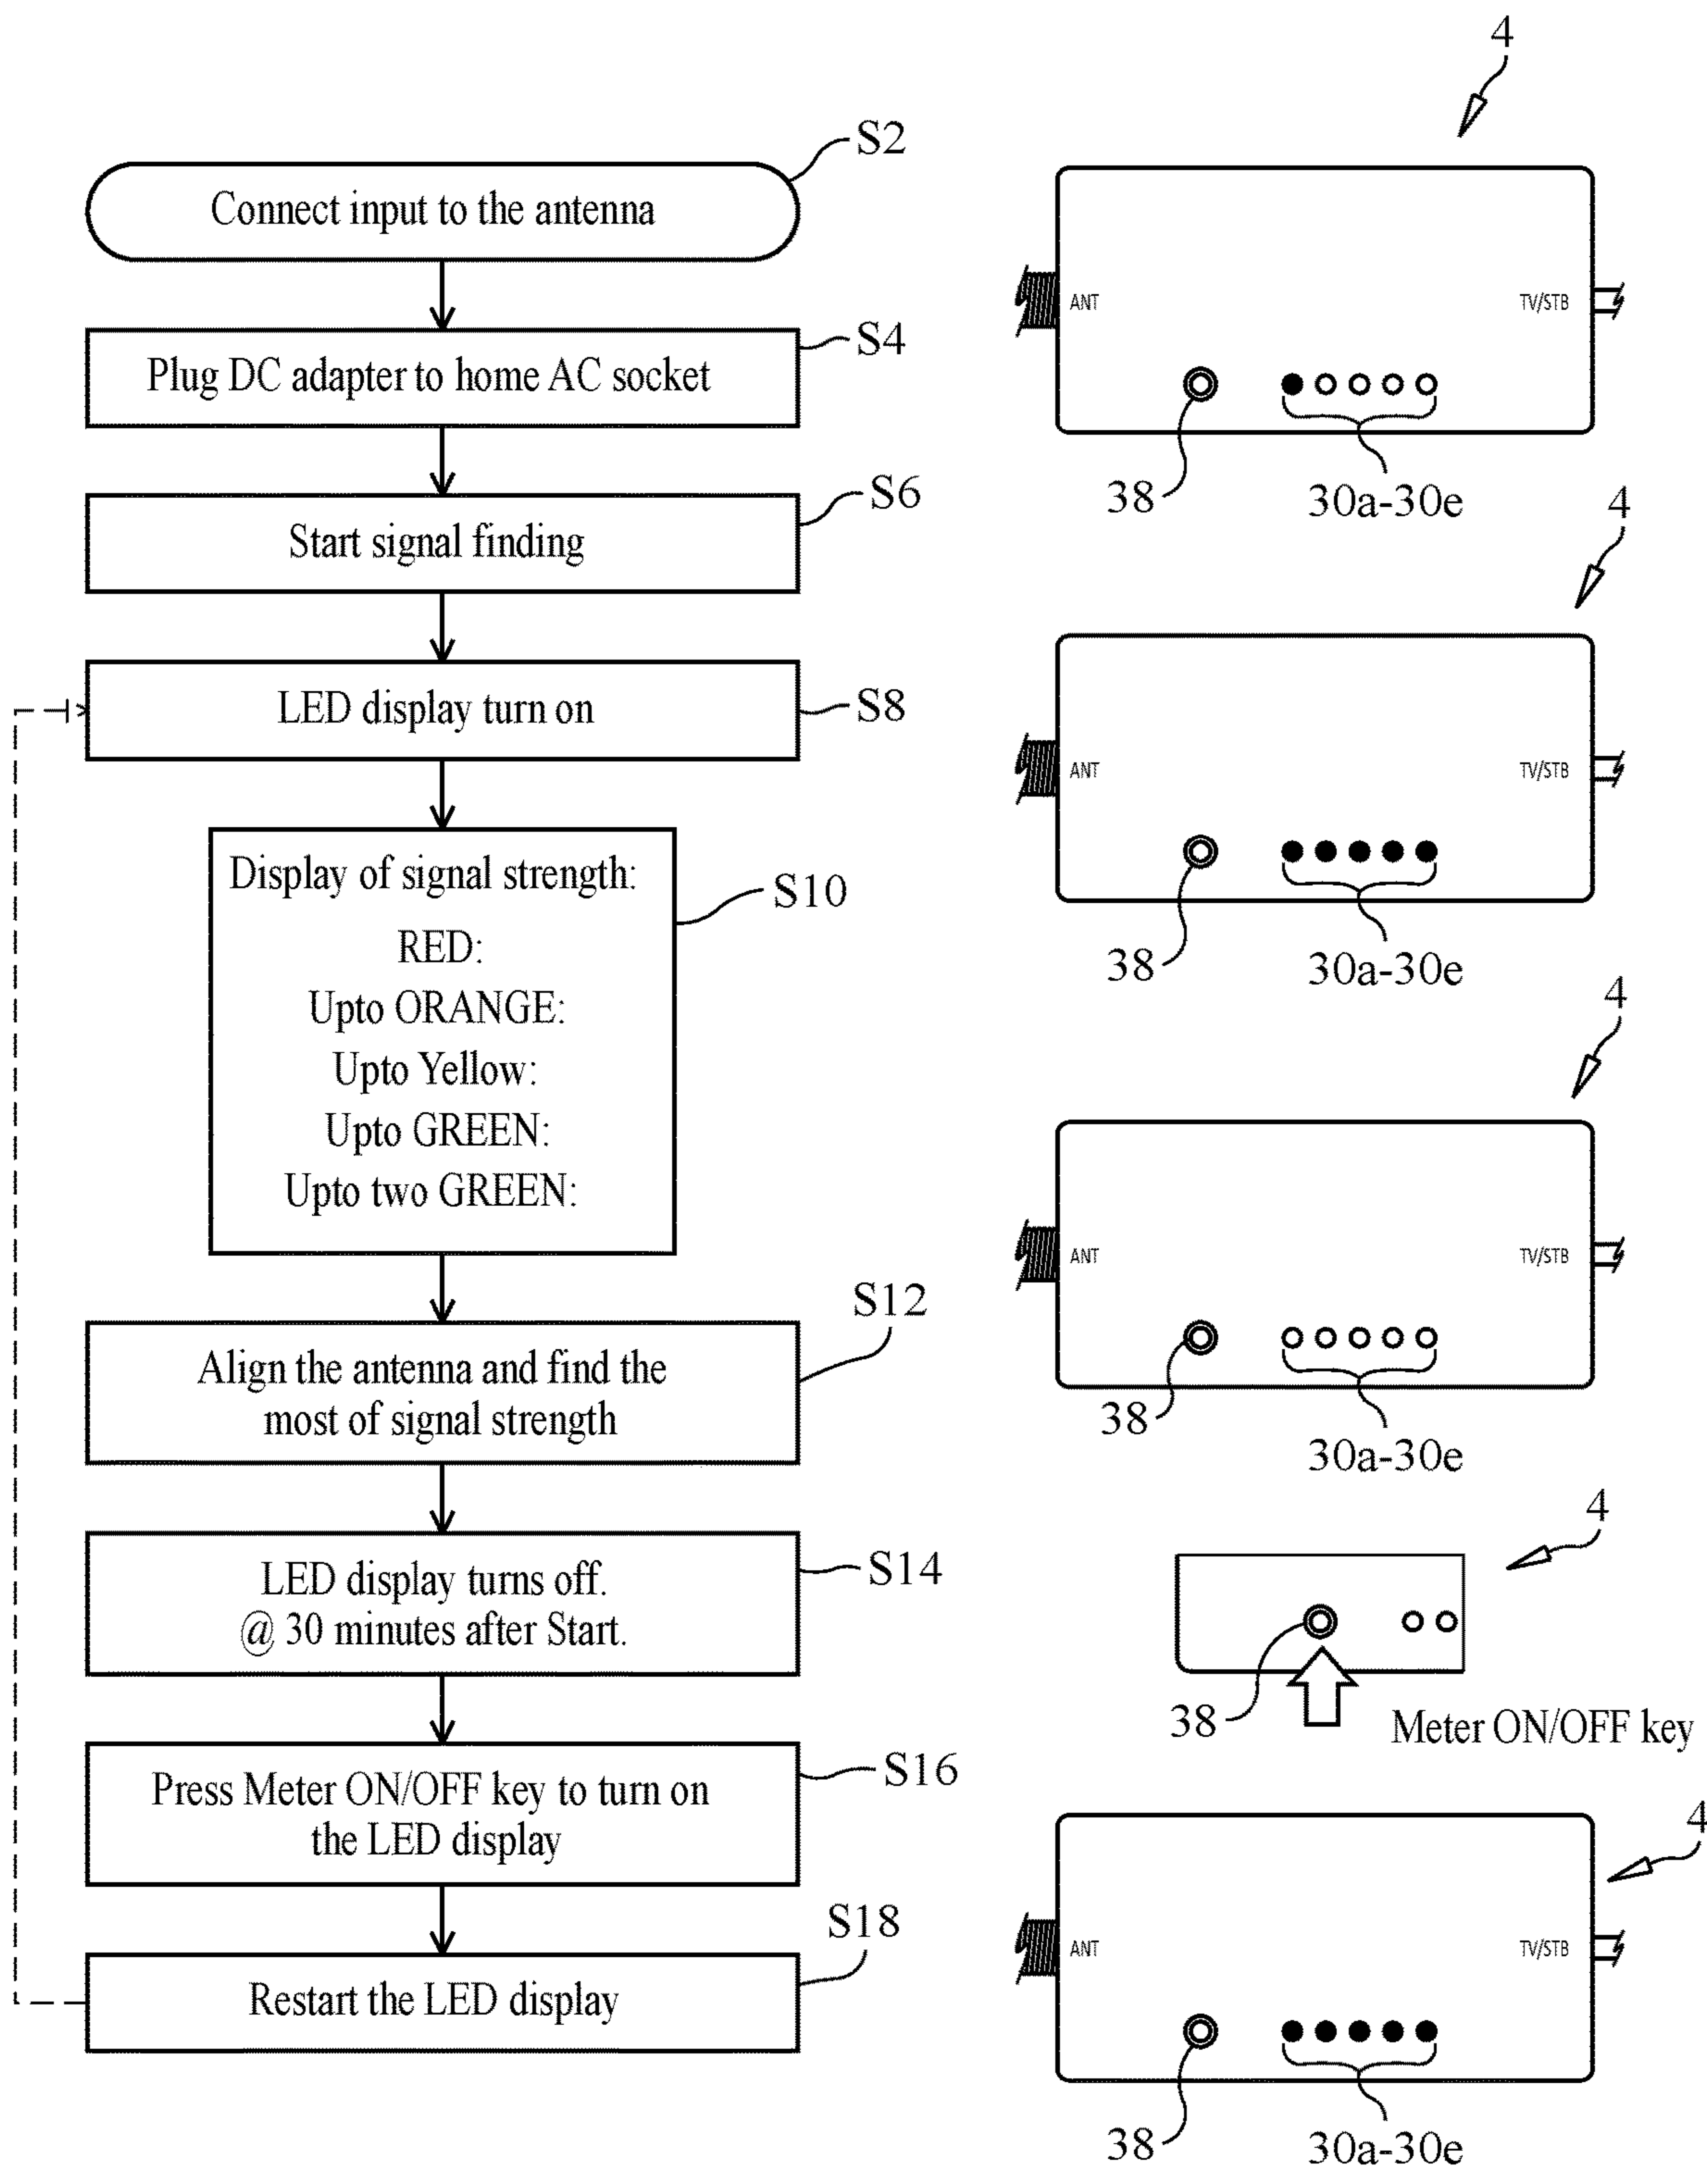 S2
Connect input to the antenna
S4
Plug DC adapter to home AC socket
S6
Start signal finding
S8
LED display turn on
S10
Display of signal strength:
RED:
Upto ORANGE:
Upto Yellow:
Upto GREEN:
Upto two GREEN:
S12
Align the antenna and find the
most of signal strength
S14
LED display turns off.
@ 30 minutes after Start.
S16
Press Meter ON/OFF key to turn on
the LED display
S18
Restart the LED display
4
ANT
TV/STB
38
30a-30e
4
ANT
TV/STB
38
30a-30e
4
ANT
TV/STB
38
30a-30e
4
38
Meter ON/OFF key
4
ANT
TV/STB
38
30a-30e